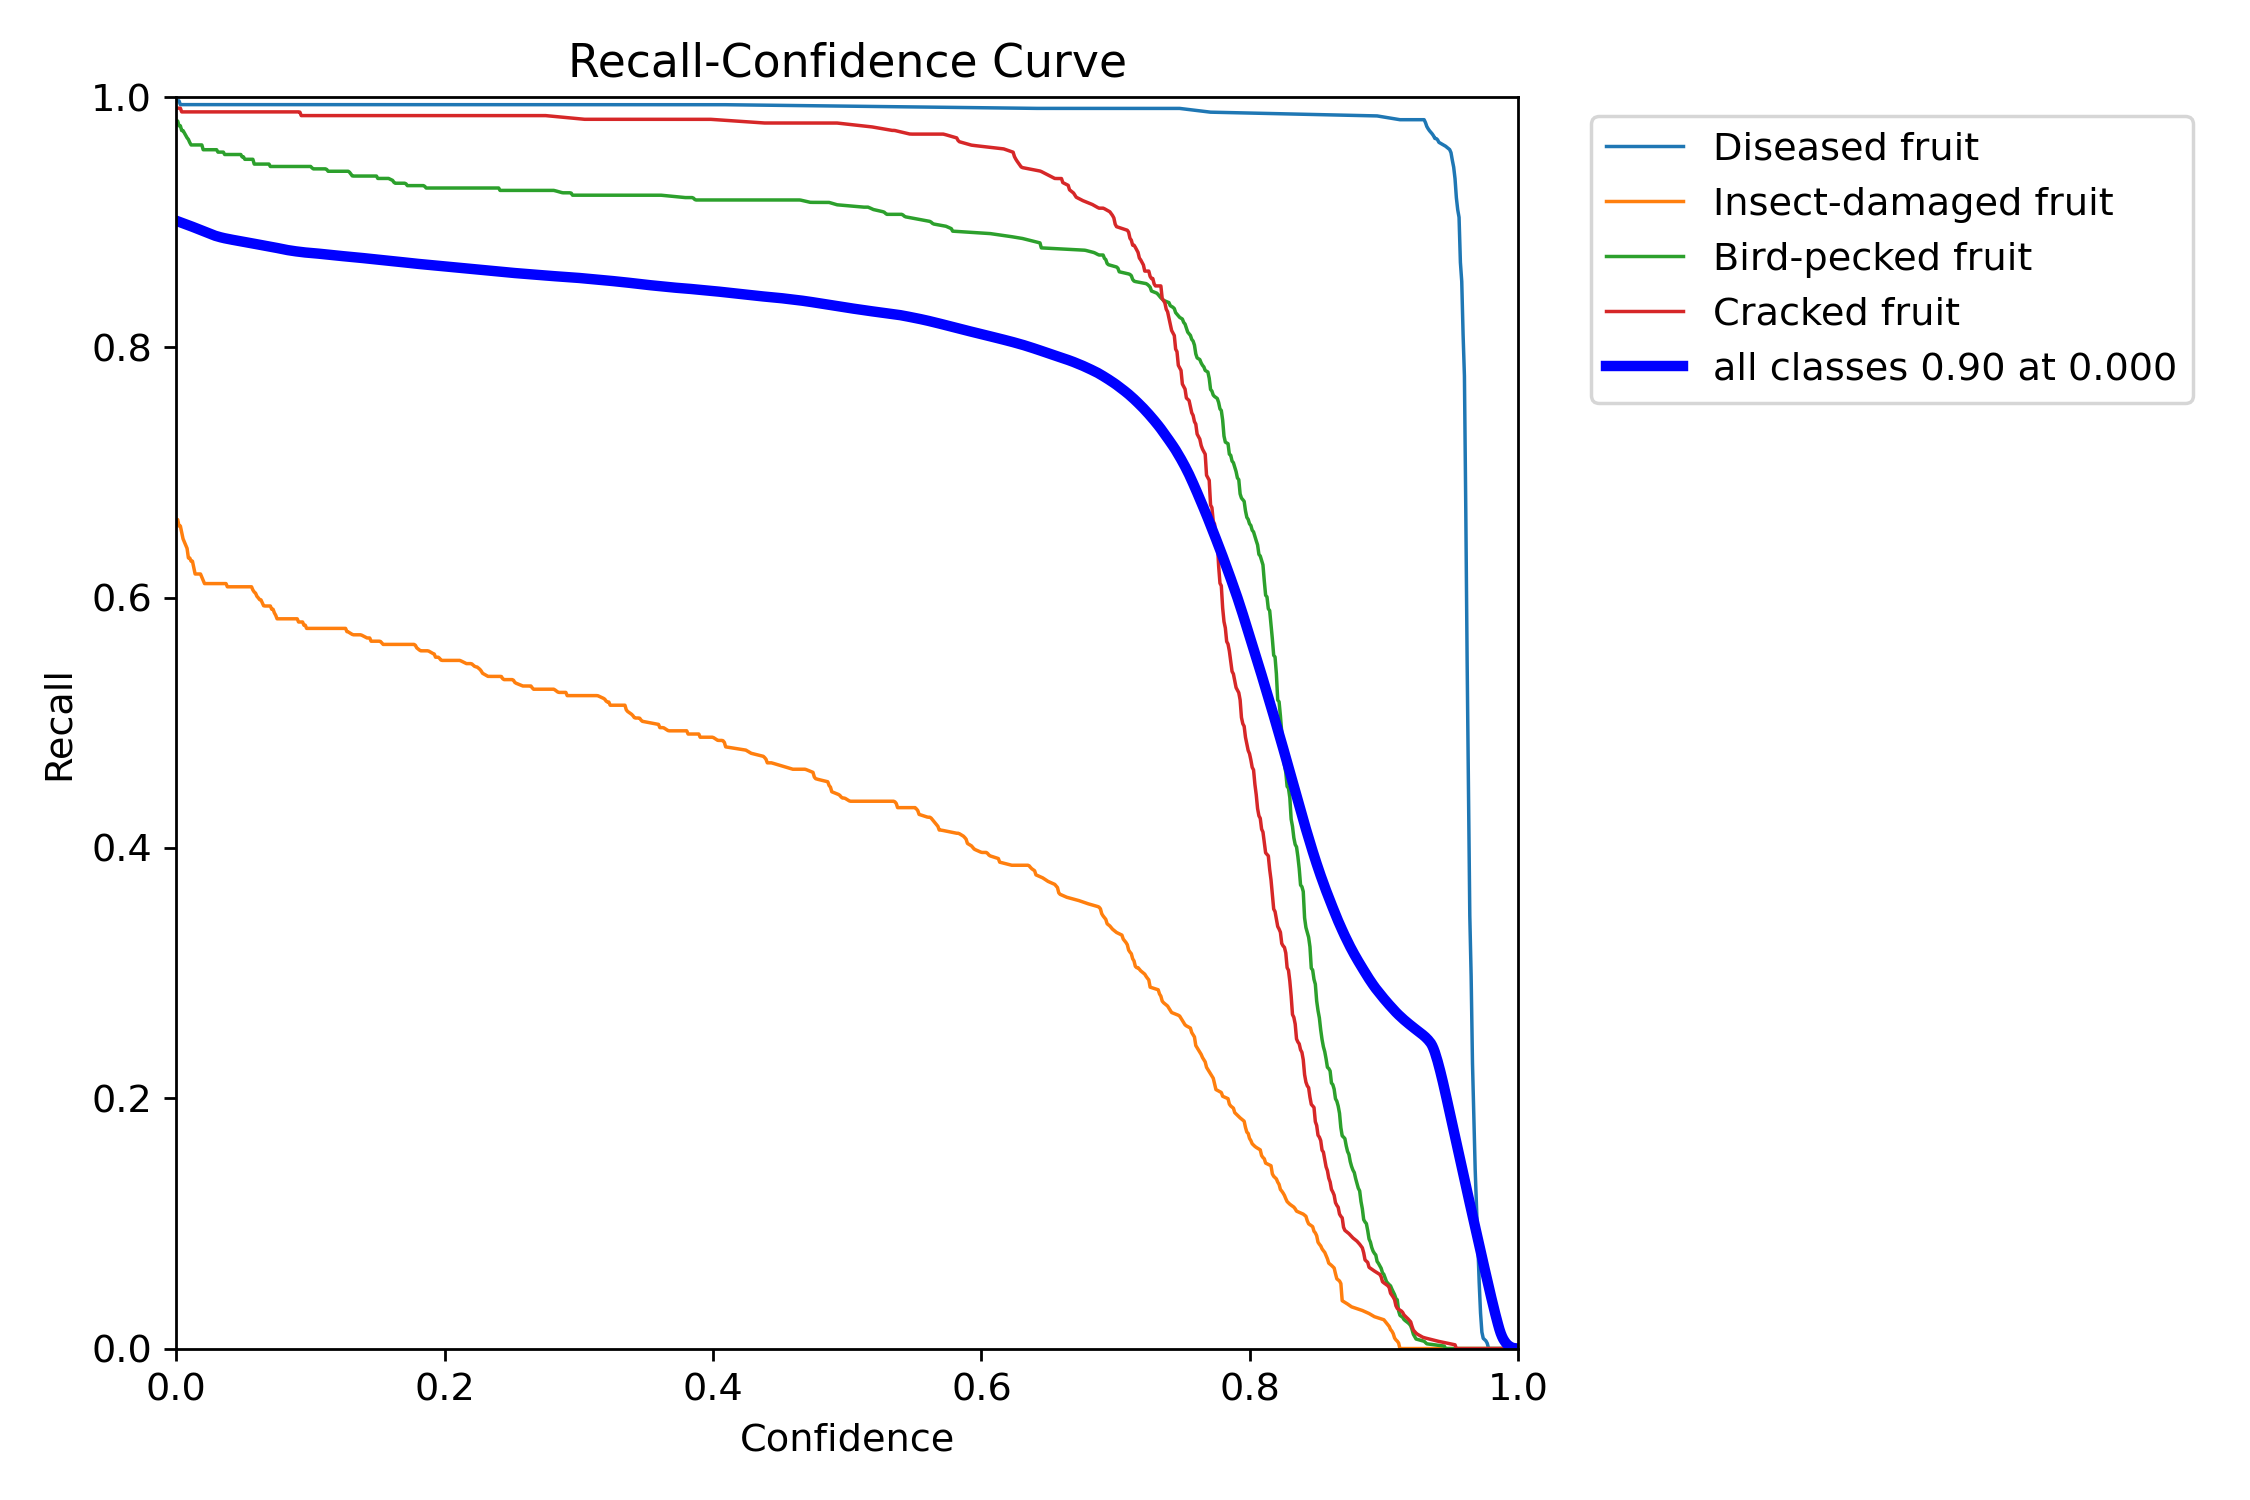 Recall-Confidence Curve
1.0
0.8
0.6
0.4
0.2
0.0
Recall
0.0 0.2 0.4 0.6 0.8 1.0
Confidence
Diseased fruit
Insect-damaged fruit
Bird-pecked fruit
Cracked fruit
all classes 0.90 at 0.000